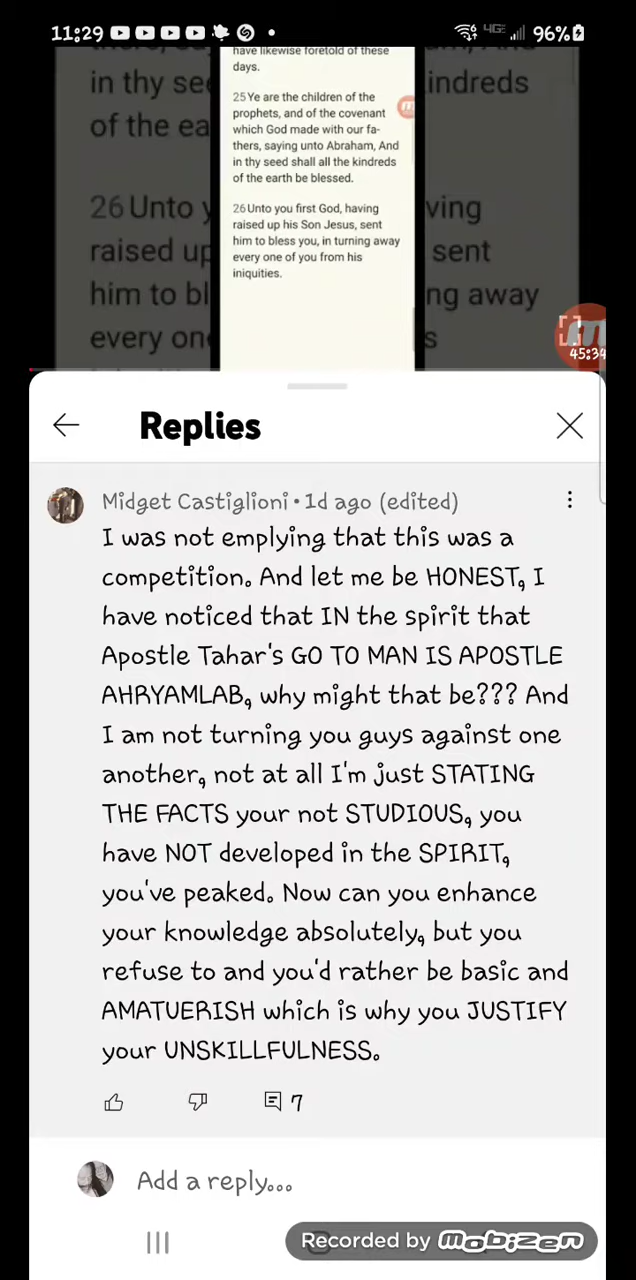 11:29
4GE
96%
have likewise foretold of these
days.
25 Ye are the children of the
prophets, and of the covenant
which God made with our fa-
thers, saying unto Abraham, And
in thy seed shall all the kindreds
of the earth be blessed.
26 Unto you first God, having
raised up his Son Jesus, sent
him to bless you, in turning away
every one of you from his
iniquities.
in thy see
indreds
of the ea
26 Unto y
ving
raised up
sent
him to bl
ng away
every one
s
45:34
Replies
Midget Castiglioni • 1d ago (edited)
I was not emplying that this was a
competition. And let me be HONEST, I
have noticed that IN the spirit that
Apostle Tahar's GO TO MAN IS APOSTLE
AHRYAMLAB, why might that be??? And
I am not turning you guys against one
another, not at all I'm just STATING
THE FACTS your not STUDIOUS, you
have NOT developed in the SPIRIT,
you've peaked. Now can you enhance
your knowledge absolutely, but you
refuse to and you'd rather be basic and
AMATUERISH which is why you JUSTIFY
your UNSKILLFULNESS.
7
Add a reply...
Recorded by mobizen